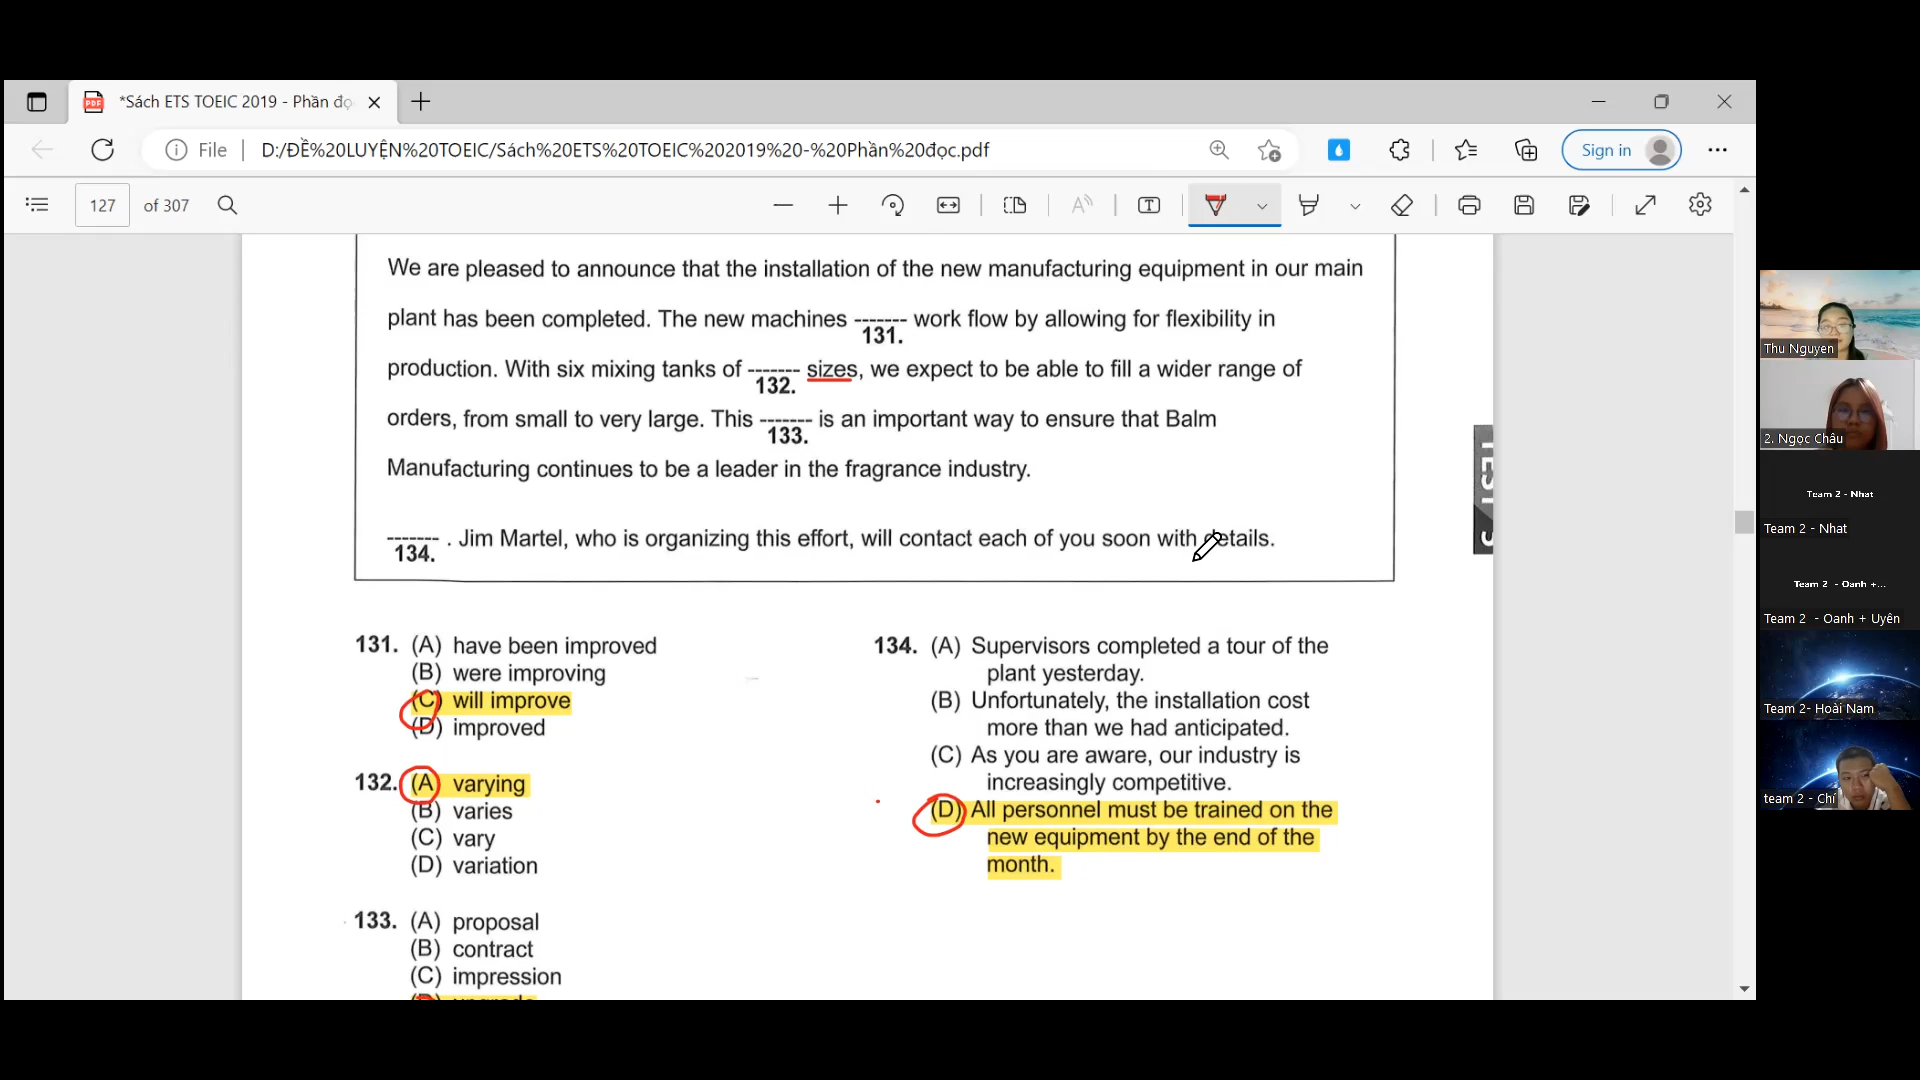 *Sách ETS TOEIC 2019 - Phần đọ
File
D:/ĐỀ%20LUYỆN%20TOEIC/Sách%20ETS%20TOEIC%202019%20-%20Phần%20đọc.pdf
Sign in
127 of 307
We are pleased to announce that the installation of the new manufacturing equipment in our main
plant has been completed. The new machines ------- work flow by allowing for flexibility in
131.
production. With six mixing tanks of ------- sizes, we expect to be able to fill a wider range of
132.
orders, from small to very large. This ------- is an important way to ensure that Balm
133.
Manufacturing continues to be a leader in the fragrance industry.
------- . Jim Martel, who is organizing this effort, will contact each of you soon with details.
134.
131. (A) have been improved
(B) were improving
(C) will improve
(D) improved
132. (A) varying
(B) varies
(C) vary
(D) variation
133. (A) proposal
(B) contract
(C) impression
134. (A) Supervisors completed a tour of the
plant yesterday.
(B) Unfortunately, the installation cost
more than we had anticipated.
(C) As you are aware, our industry is
increasingly competitive.
(D) All personnel must be trained on the
new equipment by the end of the
month.
Thu Nguyen
2. Ngọc Châu
Team 2 - Nhat
Team 2 - Nhat
Team 2 - Oanh +...
Team 2 - Oanh + Uyên
Team 2- Hoài Nam
team 2 - Chí